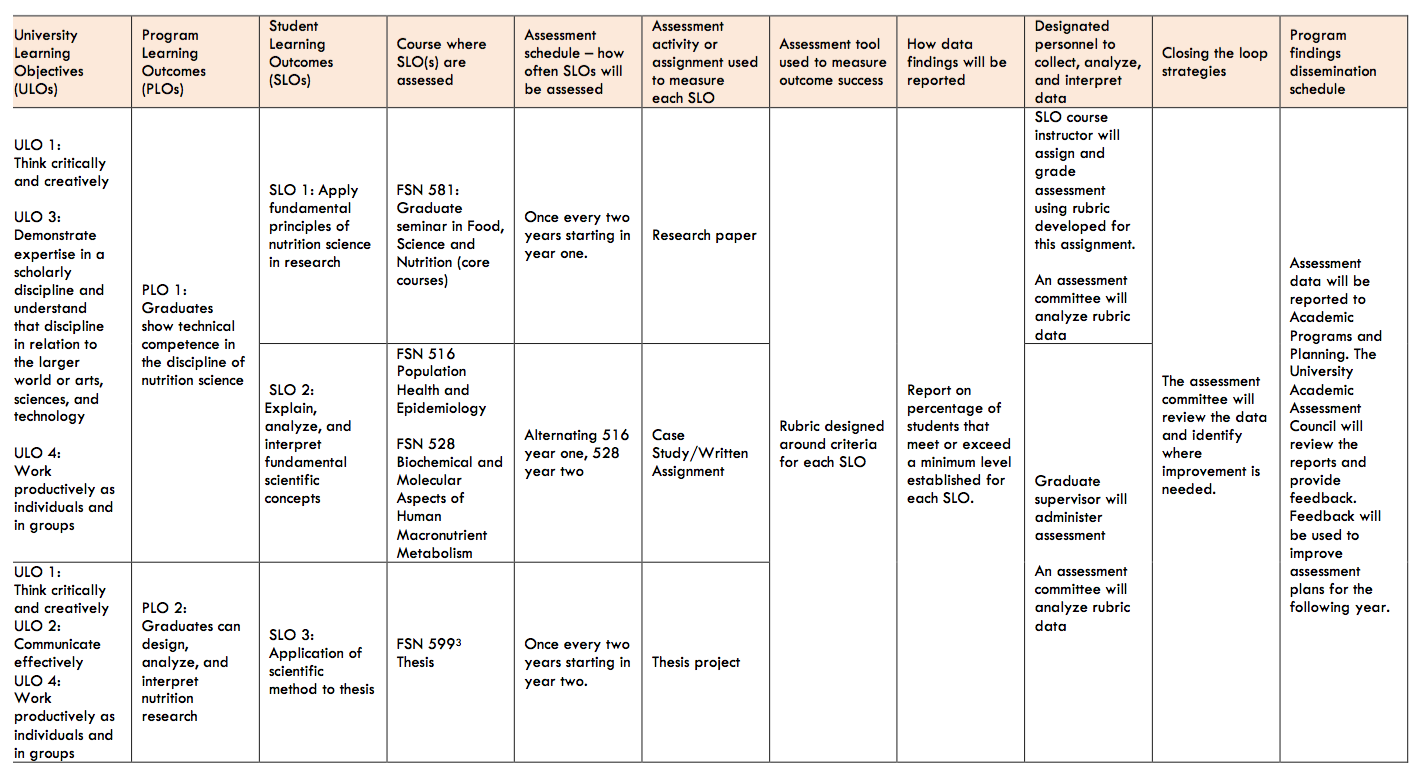 University
Learning
Objectives
(ULOs)
Program
Learning
Outcomes
(PLOs)
Student
Learning
Outcomes
(SLOs)
Course where
SLO(s) are
assessed
Assessment
schedule – how
often SLOs will
be assessed
Assessment
activity or
assignment used
to measure
each SLO
Assessment tool
used to measure
outcome success
How data
findings will be
reported
Designated
personnel to
collect, analyze,
and interpret
data
Closing the loop
strategies
Program
findings
dissemination
schedule
ULO 1:
Think critically
and creatively
ULO 3:
Demonstrate
expertise in a
scholarly
discipline and
understand
that discipline
in relation to
the larger
world or arts,
sciences, and
technology
ULO 4:
Work
productively as
individuals and
in groups
PLO 1:
Graduates
show technical
competence in
the discipline of
nutrition science
SLO 1: Apply
fundamental
principles of
nutrition science
in research
FSN 581:
Graduate
seminar in Food,
Science and
Nutrition (core
courses)
Once every two
years starting in
year one.
Research paper
SLO course
instructor will
assign and
grade
assessment
using rubric
developed for
this assignment.
An assessment
committee will
analyze rubric
data
SLO 2:
Explain,
analyze, and
interpret
fundamental
scientific
concepts
FSN 516
Population
Health and
Epidemiology
FSN 528
Biochemical and
Molecular
Aspects of
Human
Macronutrient
Metabolism
Alternating 516
year one, 528
year two
Case
Study/Written
Assignment
Rubric designed
around criteria
for each SLO
Report on
percentage of
students that
meet or exceed
a minimum level
established for
each SLO.
Graduate
supervisor will
administer
assessment
An assessment
committee will
analyze rubric
data
The assessment
committee will
review the data
and identify
where
improvement is
needed.
Assessment
data will be
reported to
Academic
Programs and
Planning. The
University
Academic
Assessment
Council will
review the
reports and
provide
feedback.
Feedback will
be used to
improve
assessment
plans for the
following year.
ULO 1:
Think critically
and creatively
ULO 2:
Communicate
effectively
ULO 4:
Work
productively as
individuals and
in groups
PLO 2:
Graduates can
design,
analyze, and
interpret
nutrition
research
SLO 3:
Application of
scientific
method to thesis
FSN 599³
Thesis
Once every two
years starting in
year two.
Thesis project